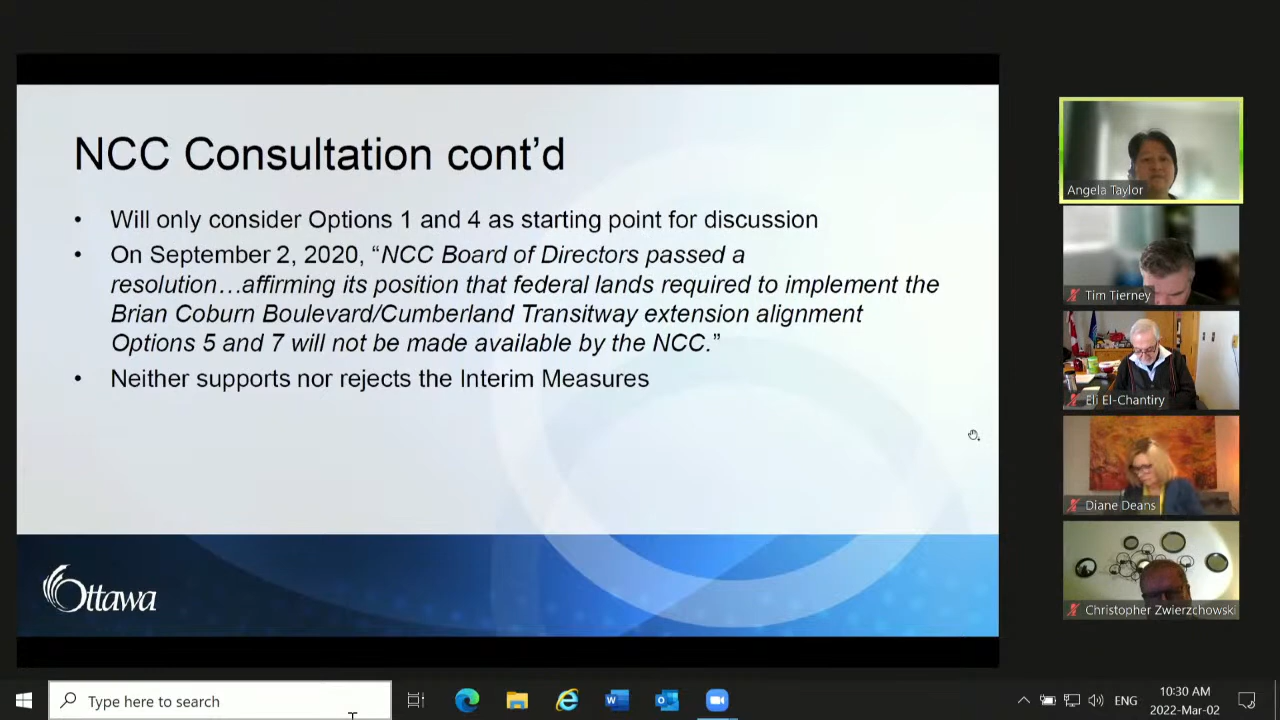 NCC Consultation cont’d
• Will only consider Options 1 and 4 as starting point for discussion
• On September 2, 2020, “NCC Board of Directors passed a
resolution…affirming its position that federal lands required to implement the
Brian Coburn Boulevard/Cumberland Transitway extension alignment
Options 5 and 7 will not be made available by the NCC.”
• Neither supports nor rejects the Interim Measures
Ottawa
Angela Taylor
Tim Tierney
Eli El-Chantiry
Diane Deans
Christopher Zwierzchowski
Type here to search
ENG
10:30 AM
2022-Mar-02